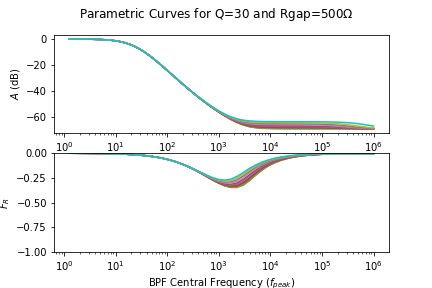 Parametric Curves for Q=30 and Rgap=500Ω
0
−20
−40
−60
A (dB)
10⁰ 10¹ 10² 10³ 10⁴ 10⁵ 10⁶
0.00
−0.25
−0.50
−0.75
−1.00
F_R
10⁰ 10¹ 10² 10³ 10⁴ 10⁵ 10⁶
BPF Central Frequency (f_peak)